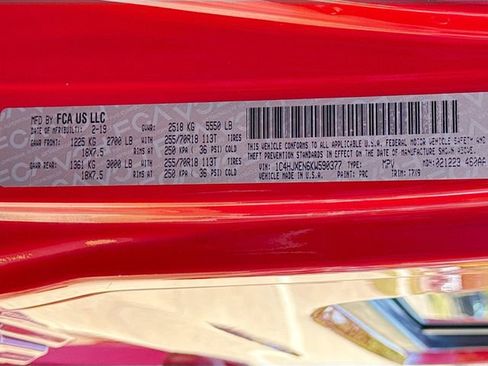 MFD BY FCA US LLC
DATE OF MFR(BUILT): 2-19 GVWR: 2518 KG 5550 LB
GAWR FRONT: 1225 KG 2700 LB 255/70R18 113T TIRES
18X7.5 RIMS AT 250 KPA 36 PSI COLD
GAWR REAR: 1361 KG 3000 LB 255/70R18 113T TIRES
18X7.5 RIMS AT 250 KPA 36 PSI COLD
THIS VEHICLE CONFORMS TO ALL APPLICABLE U.S.A. FEDERAL MOTOR VEHICLE SAFETY AND
THEFT PREVENTION STANDARDS IN EFFECT ON THE DATE OF MANUFACTURE SHOWN ABOVE.
VIN: 1C4HJXEN6KW590377 TYPE: MPV MDH: 021223 462AA
VEHICLE MADE IN U.S.A. PAINT: PRC TRIM: T7X9